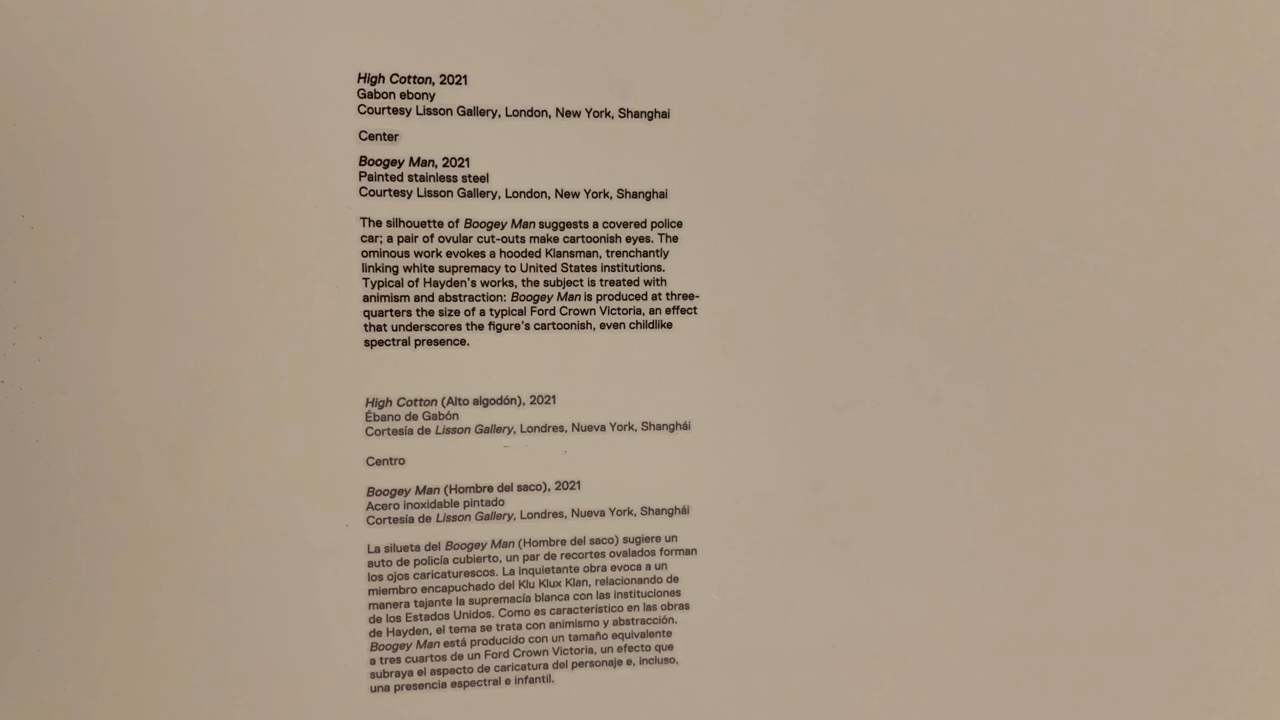 High Cotton, 2021
Gabon ebony
Courtesy Lisson Gallery, London, New York, Shanghai
Center
Boogey Man, 2021
Painted stainless steel
Courtesy Lisson Gallery, London, New York, Shanghai
The silhouette of Boogey Man suggests a covered police
car; a pair of ovular cut-outs make cartoonish eyes. The
ominous work evokes a hooded Klansman, trenchantly
linking white supremacy to United States institutions.
Typical of Hayden's works, the subject is treated with
animism and abstraction: Boogey Man is produced at three-
quarters the size of a typical Ford Crown Victoria, an effect
that underscores the figure's cartoonish, even childlike
spectral presence.
High Cotton (Alto algodón), 2021
Ébano de Gabón
Cortesía de Lisson Gallery, Londres, Nueva York, Shanghái
Centro
Boogey Man (Hombre del saco), 2021
Acero inoxidable pintado
Cortesía de Lisson Gallery, Londres, Nueva York, Shanghái
La silueta del Boogey Man (Hombre del saco) sugiere un
auto de policía cubierto, un par de recortes ovalados forman
los ojos caricaturescos. La inquietante obra evoca a un
miembro encapuchado del Klu Klux Klan, relacionando de
manera tajante la supremacía blanca con las instituciones
de los Estados Unidos. Como es característico en las obras
de Hayden, el tema se trata con animismo y abstracción.
Boogey Man está producido con un tamaño equivalente
a tres cuartos de un Ford Crown Victoria, un efecto que
subraya el aspecto de caricatura del personaje e, incluso,
una presencia espectral e infantil.